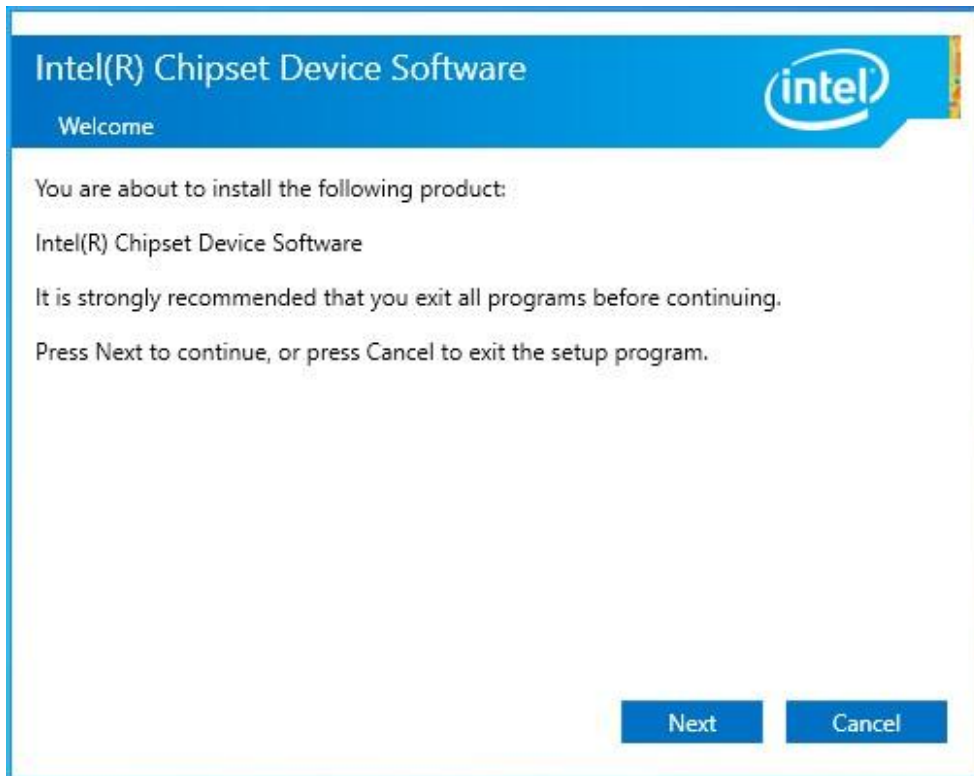 Intel(R) Chipset Device Software
intel
Welcome
You are about to install the following product:
Intel(R) Chipset Device Software
It is strongly recommended that you exit all programs before continuing.
Press Next to continue, or press Cancel to exit the setup program.
Next
Cancel